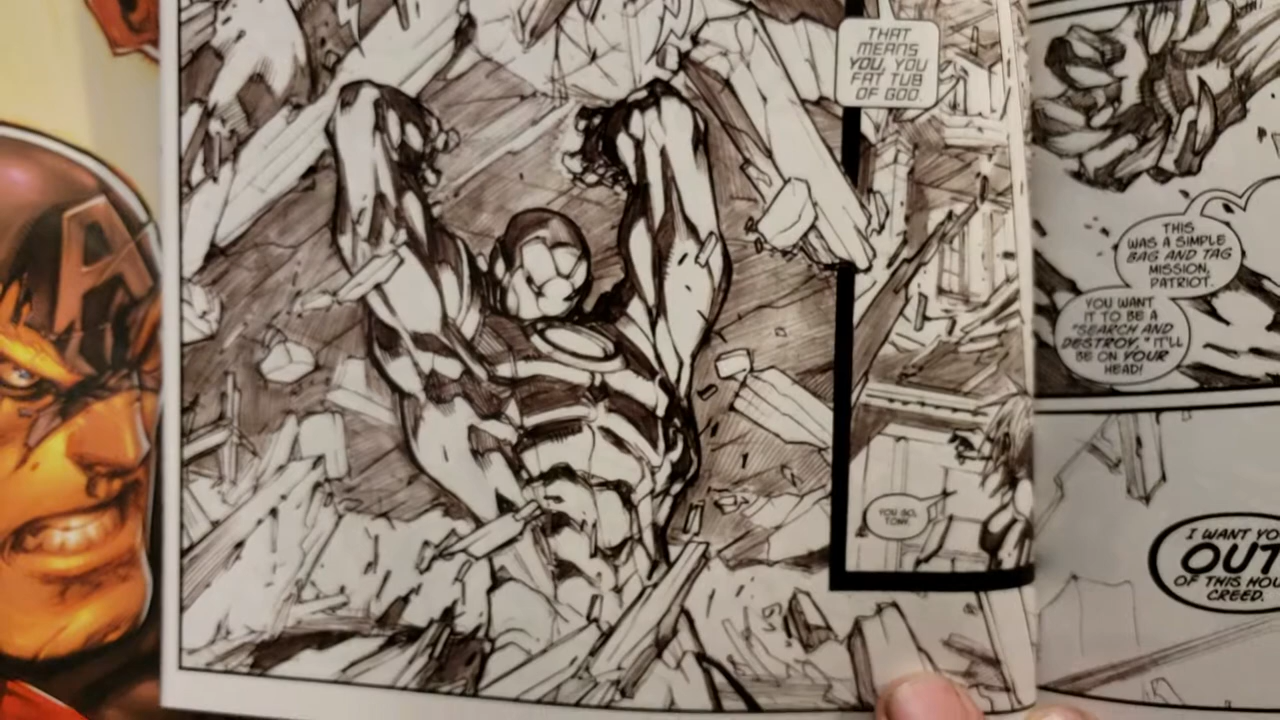 THAT
MEANS
YOU, YOU
FAT TUB
OF GOO.
YOU GO,
TONY.
THIS
WAS A SIMPLE
BAG AND TAG
MISSION,
PATRIOT.
YOU WANT
IT TO BE A
"SEARCH AND
DESTROY," IT'LL
BE ON YOUR
HEAD!
I WANT YO
OUT
OF THIS HOU
CREED.
A